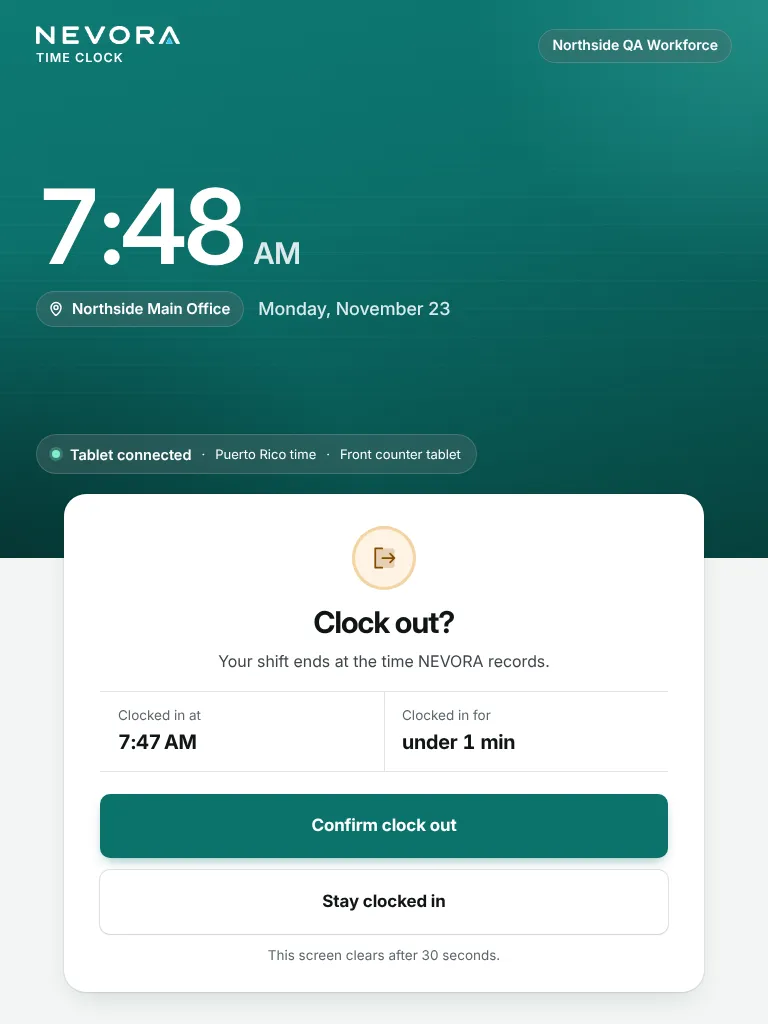 NEVORA
TIME CLOCK
Northside QA Workforce
7:48 AM
Northside Main Office
Monday, November 23
Tablet connected · Puerto Rico time · Front counter tablet
Clock out?
Your shift ends at the time NEVORA records.
Clocked in at
7:47 AM
Clocked in for
under 1 min
Confirm clock out
Stay clocked in
This screen clears after 30 seconds.